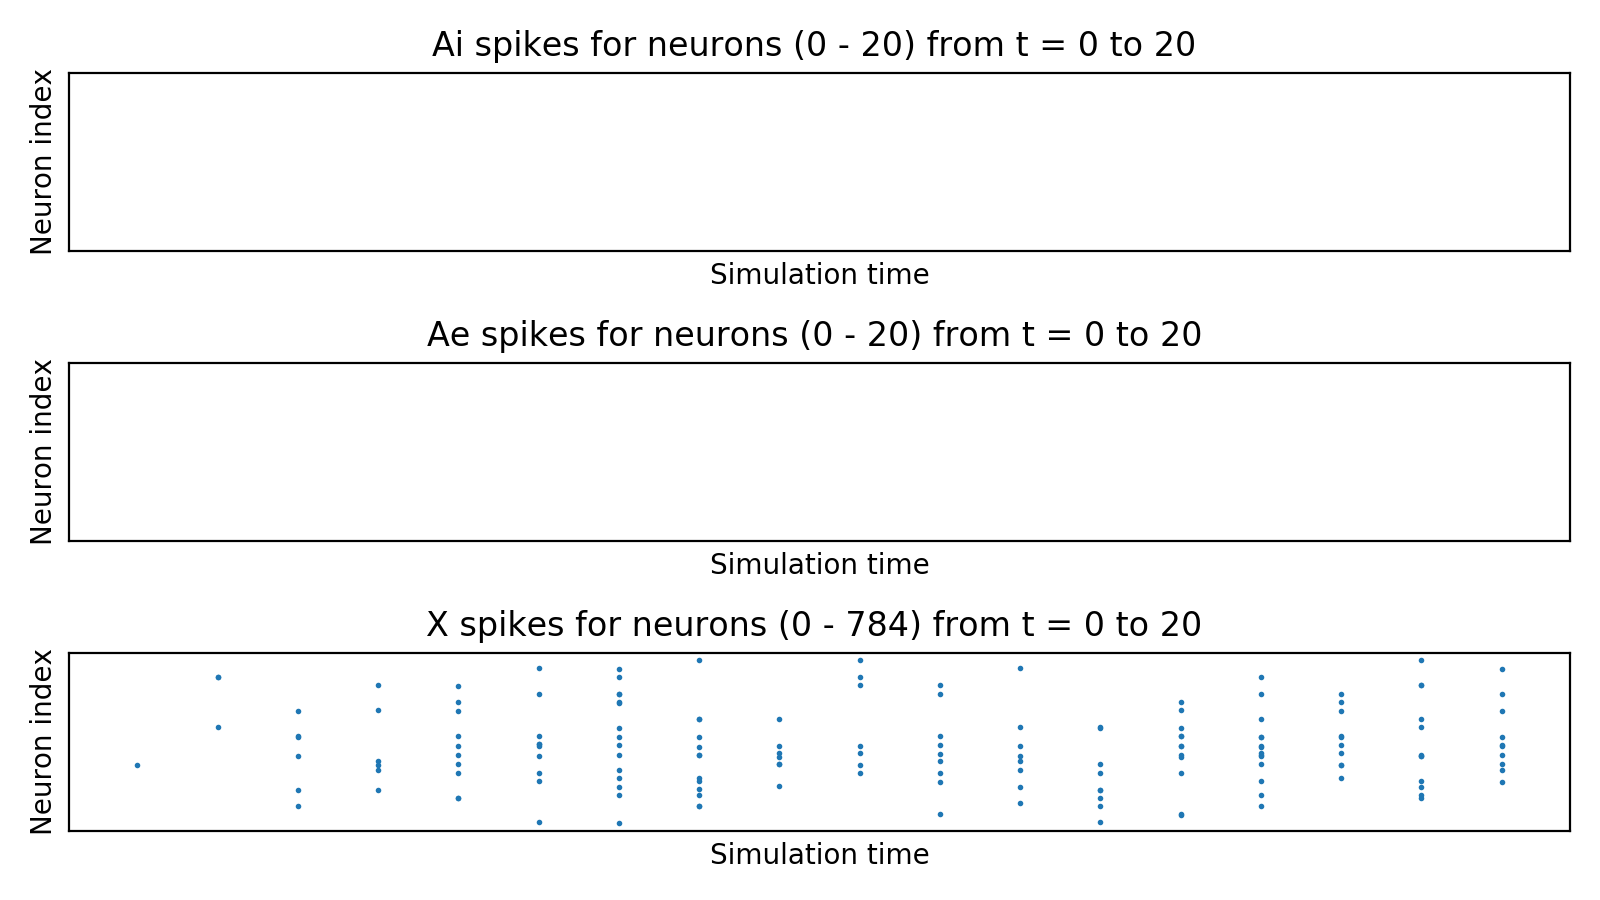 Ai spikes for neurons (0 - 20) from t = 0 to 20
Neuron index
Simulation time
Ae spikes for neurons (0 - 20) from t = 0 to 20
Neuron index
Simulation time
X spikes for neurons (0 - 784) from t = 0 to 20
Neuron index
Simulation time